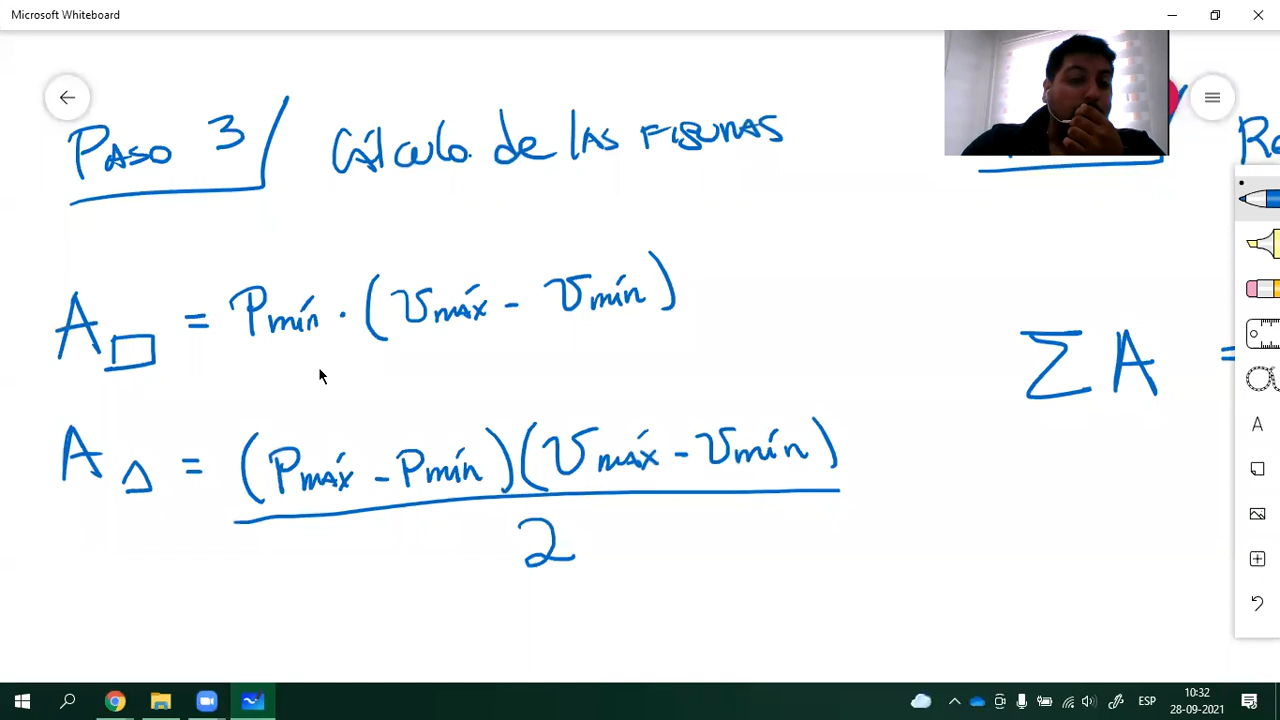 Microsoft Whiteboard
Paso 3/ Cálculo de las figuras
A□ = Pmín · (Vmáx - Vmín)
∑ A =
A△ = (Pmáx - Pmín)(Vmáx - Vmín)
2
A
ESP
10:32
28-09-2021